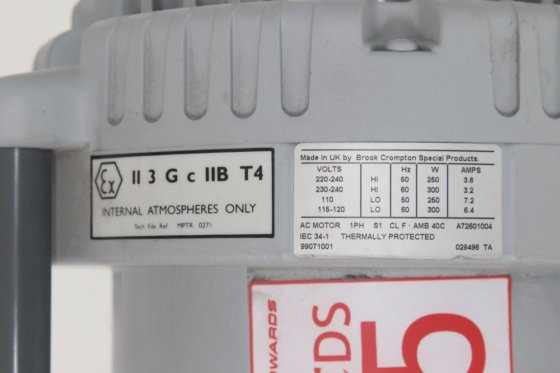 Ex II 3 G c IIB T4
INTERNAL ATMOSPHERES ONLY
Tech File Ref MPTR 0271
Made in UK by Brook Crompton Special Products.
VOLTS Hz W AMPS
220-240 HI 50 250 3.6
230-240 HI 60 300 3.2
110 LO 50 250 7.2
115-120 LO 60 300 6.4
AC MOTOR 1PH S1 CL F · AMB 40C A72601004
IEC 34-1 THERMALLY PROTECTED
99071001 028496 TA
5